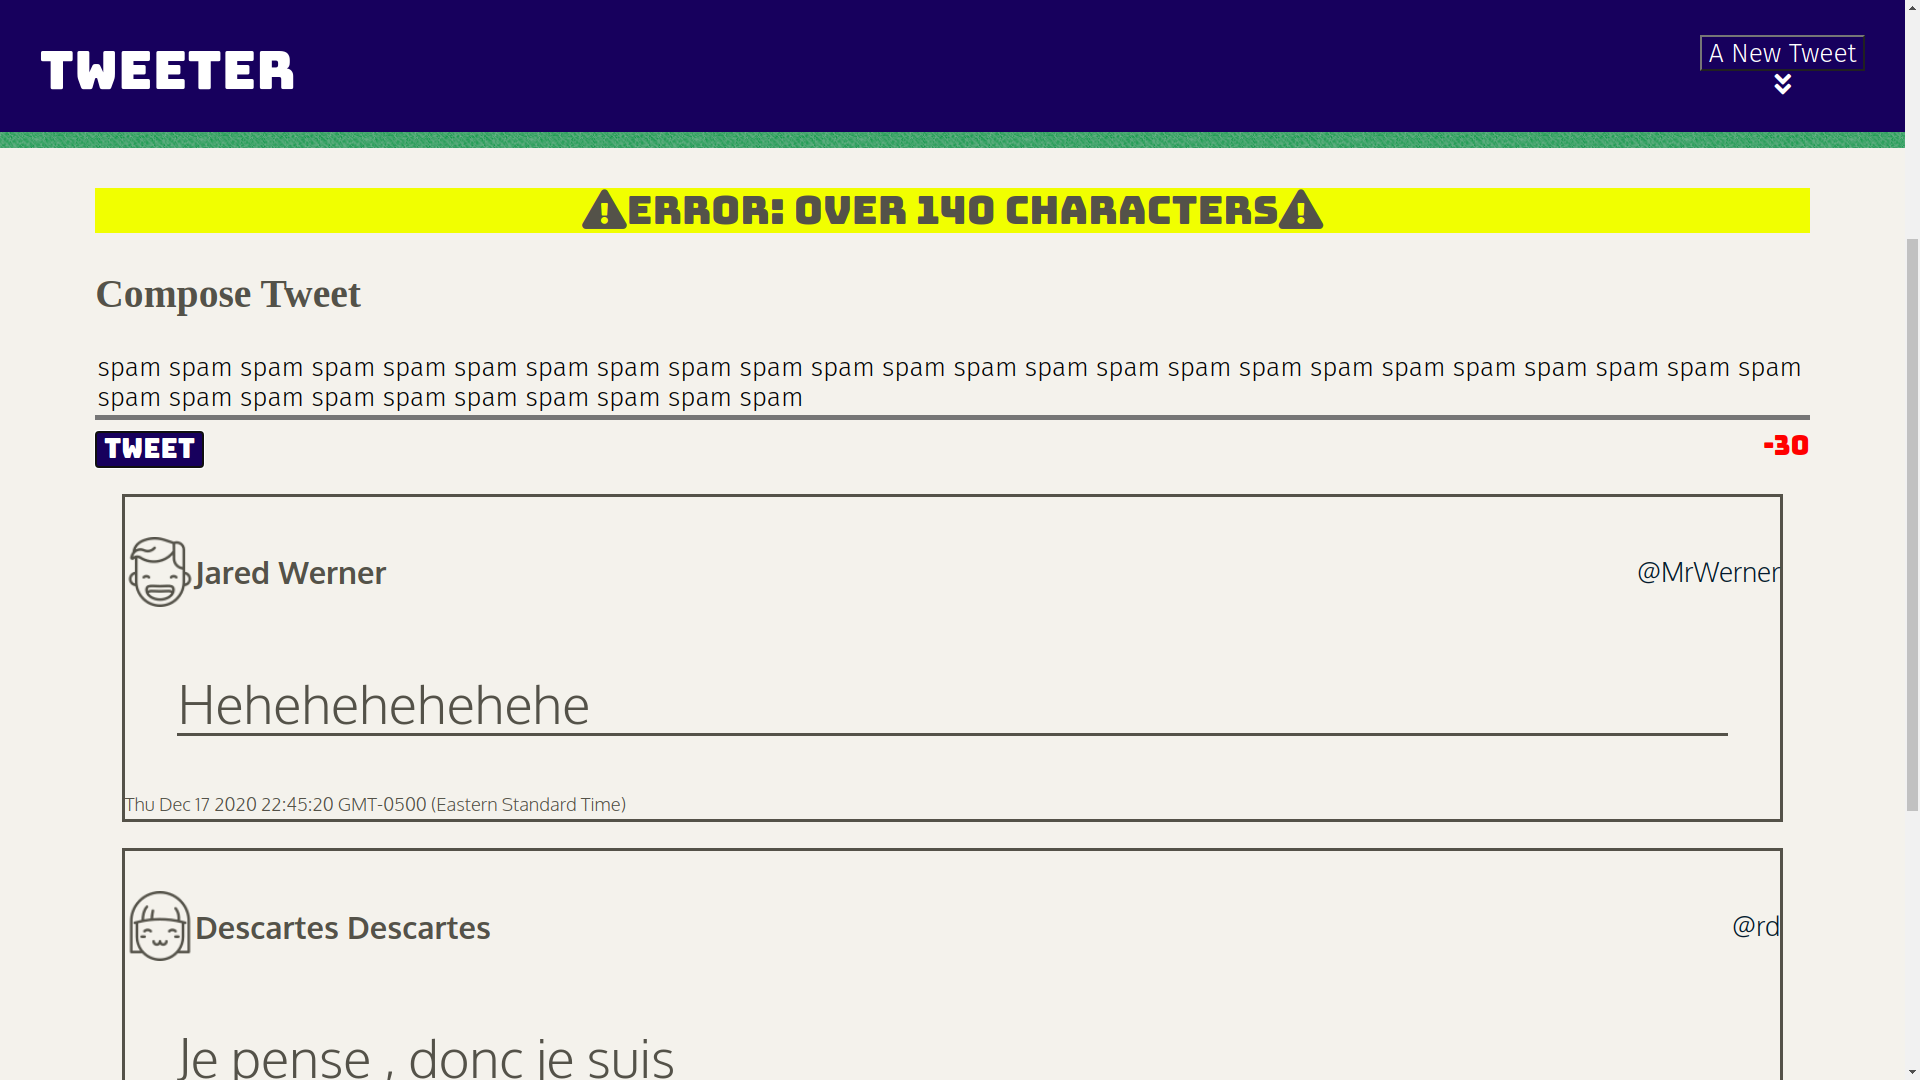 TWEETER
A New Tweet
ERROR: OVER 140 CHARACTERS
Compose Tweet
spam spam spam spam spam spam spam spam spam spam spam spam spam spam spam spam spam spam spam spam spam spam spam spam
spam spam spam spam spam spam spam spam spam spam
TWEET
-30
Jared Werner
@MrWerner
Hehehehehehehe
Thu Dec 17 2020 22:45:20 GMT-0500 (Eastern Standard Time)
Descartes Descartes
@rd
Je pense , donc je suis